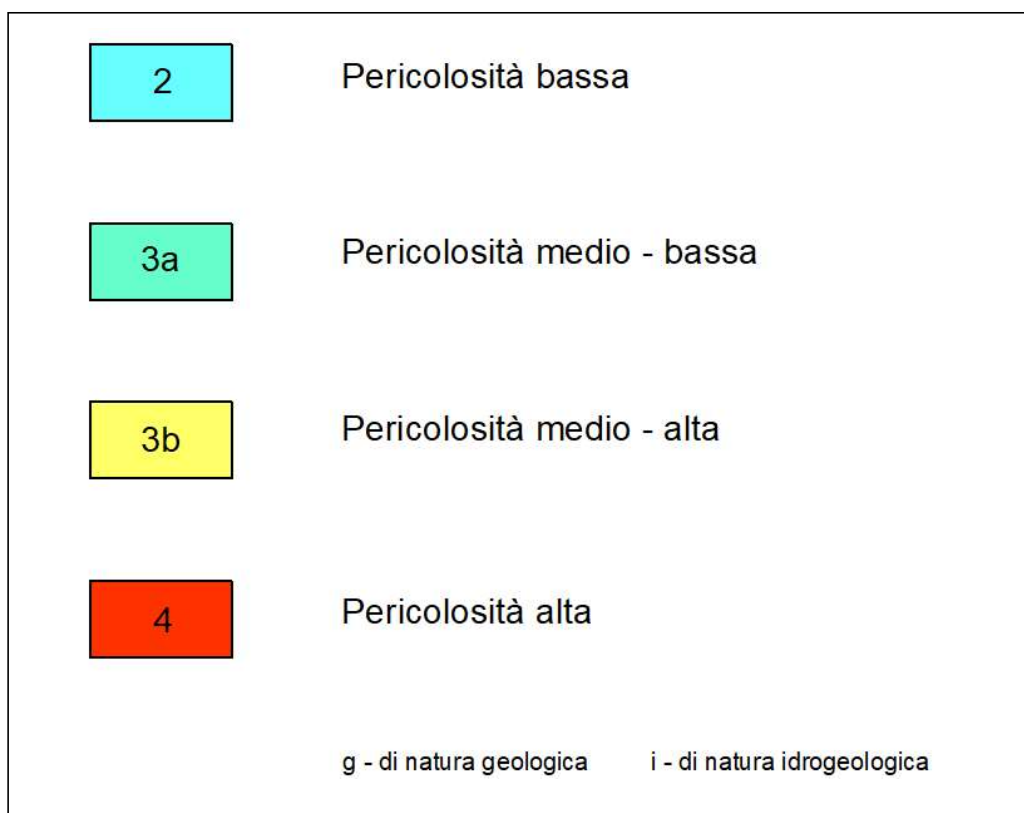 2 Pericolosità bassa
3a Pericolosità medio - bassa
3b Pericolosità medio - alta
4 Pericolosità alta
g - di natura geologica i - di natura idrogeologica